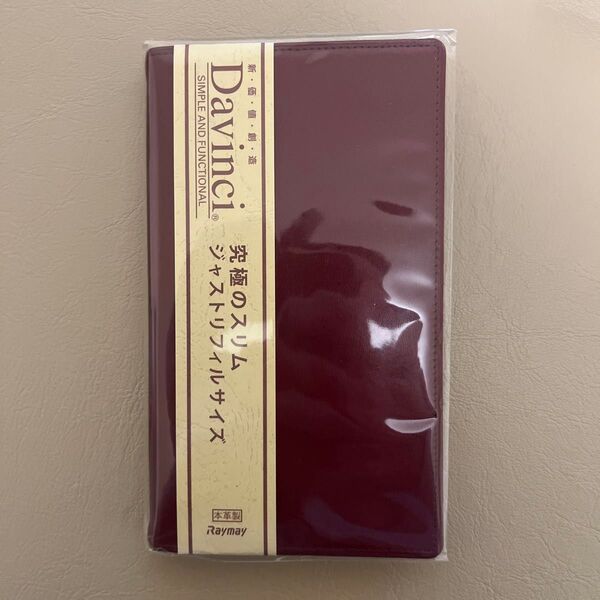 新・価・値・創・造
Davinci®
SIMPLE AND FUNCTIONAL
究極のスリム
ジャストリフィルサイズ
本革製
Raymay